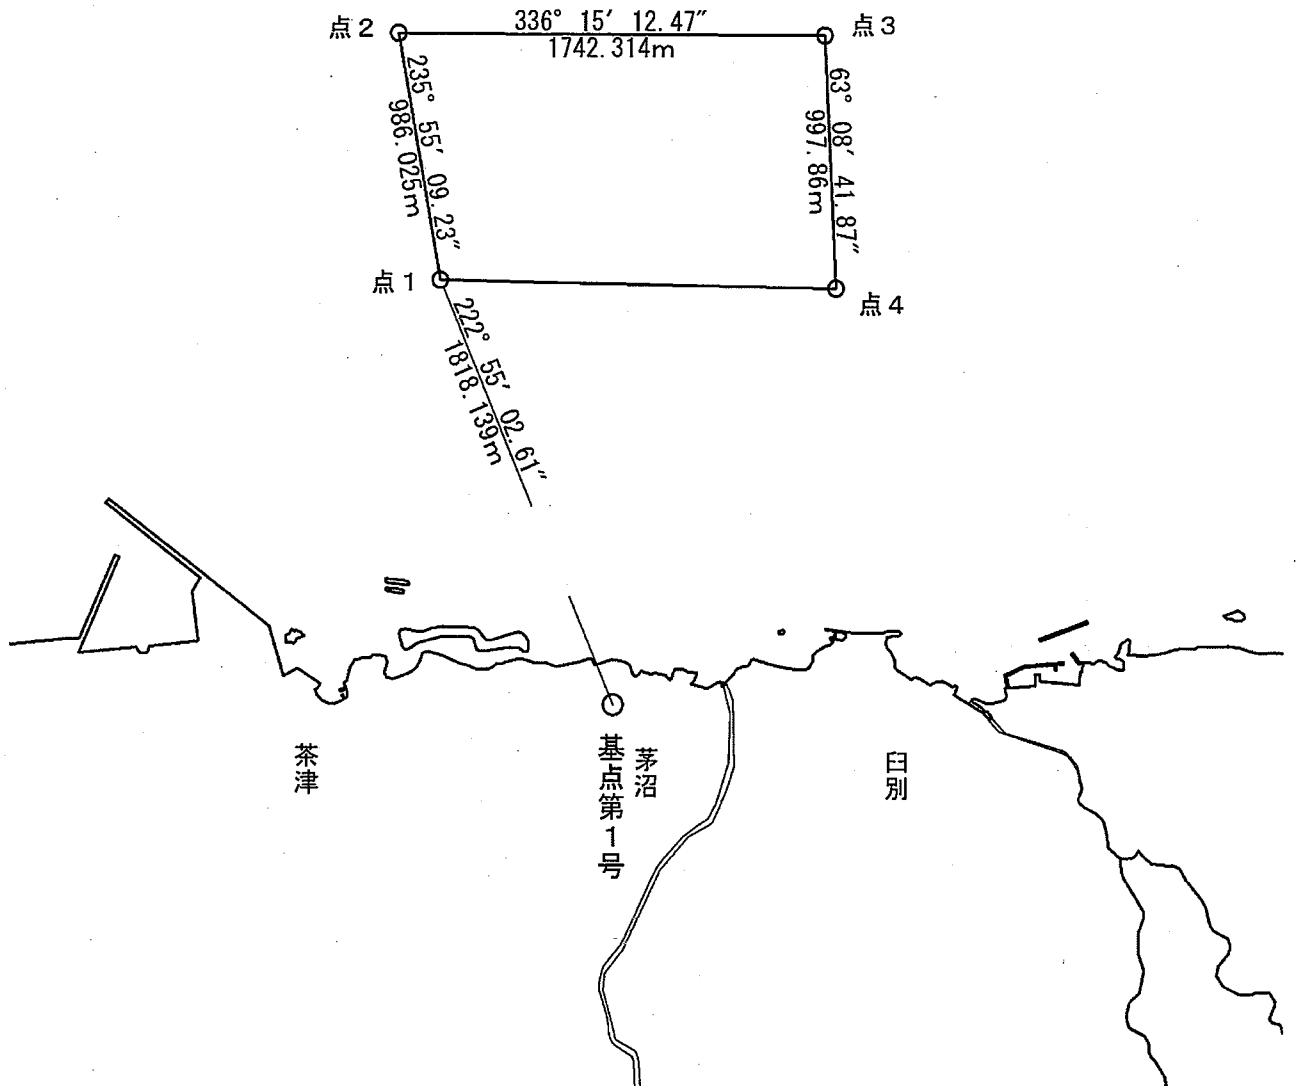 点2
336° 15′ 12.47″
1742.314m
点3
235° 55′ 09.23″
986.025m
63° 08′ 41.87″
997.86m
点1
点4
222° 55′ 02.61″
1818.139m
茶津
基点第1号
茅沼
臼別